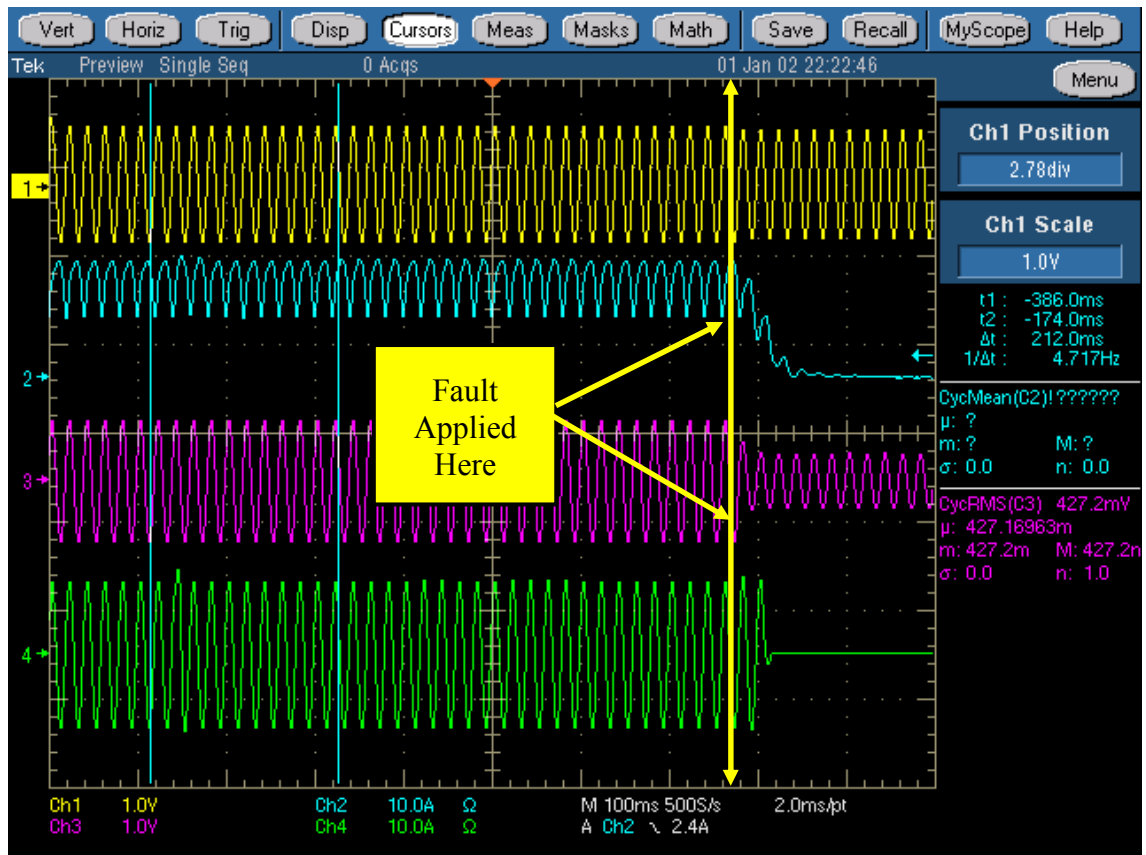 Vert Horiz Trig Disp Cursors Meas Masks Math Save Recall MyScope Help
Tek Preview Single Seq 0 Acqs 01 Jan 02 22:22:46
Menu
Ch1 Position
2.78div
Ch1 Scale
1.0V
t1 : -386.0ms
t2 : -174.0ms
Δt : 212.0ms
1/Δt : 4.717Hz
CycMean(C2)! ??????
μ: ?
m: ? M: ?
σ: 0.0 n: 0.0
CycRMS(C3) 427.2mV
μ: 427.16963m
m: 427.2m M: 427.2m
σ: 0.0 n: 1.0
1
2
3
4
Fault
Applied
Here
Ch1 1.0V Ch2 10.0A Ω M 100ms 500S/s 2.0ms/pt
Ch3 1.0V Ch4 10.0A Ω A Ch2 \ 2.4A